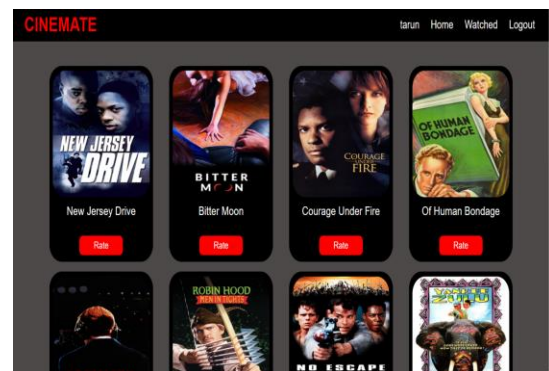 CINEMATE
tarun Home Watched Logout
NEW JERSEY
DRIVE
BITTER
MOON
COURAGE
UNDER
FIRE
OF HUMAN
BONDAGE
New Jersey Drive
Bitter Moon
Courage Under Fire
Of Human Bondage
Rate
Rate
Rate
Rate
ROBIN HOOD
MEN IN TIGHTS
NO ESCAPE
ZULU